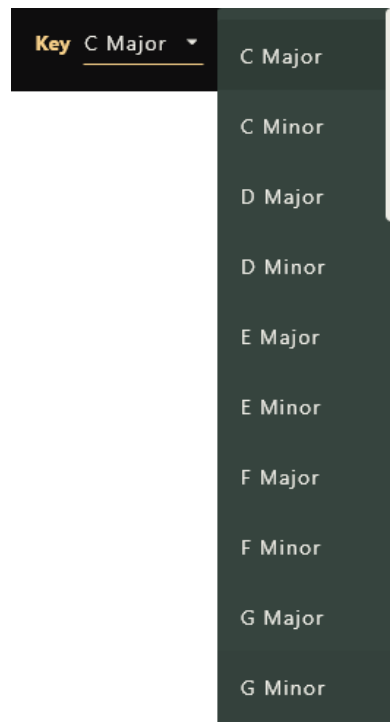 Key C Major
C Major
C Minor
D Major
D Minor
E Major
E Minor
F Major
F Minor
G Major
G Minor